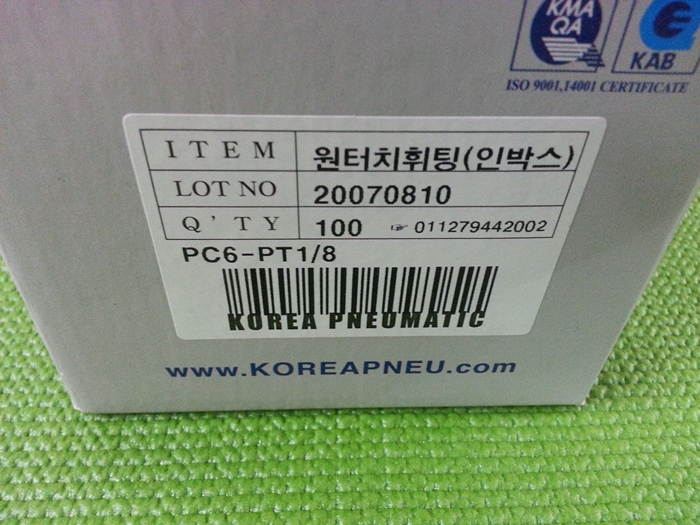 KMA
QA
KAB
ISO 9001,14001 CERTIFICATE
ITEM 원터치휘팅(인박스)
LOT NO 20070810
Q'TY 100 ☞ 011279442002
PC6-PT1/8
KOREA PNEUMATIC
www.KOREAPNEU.com